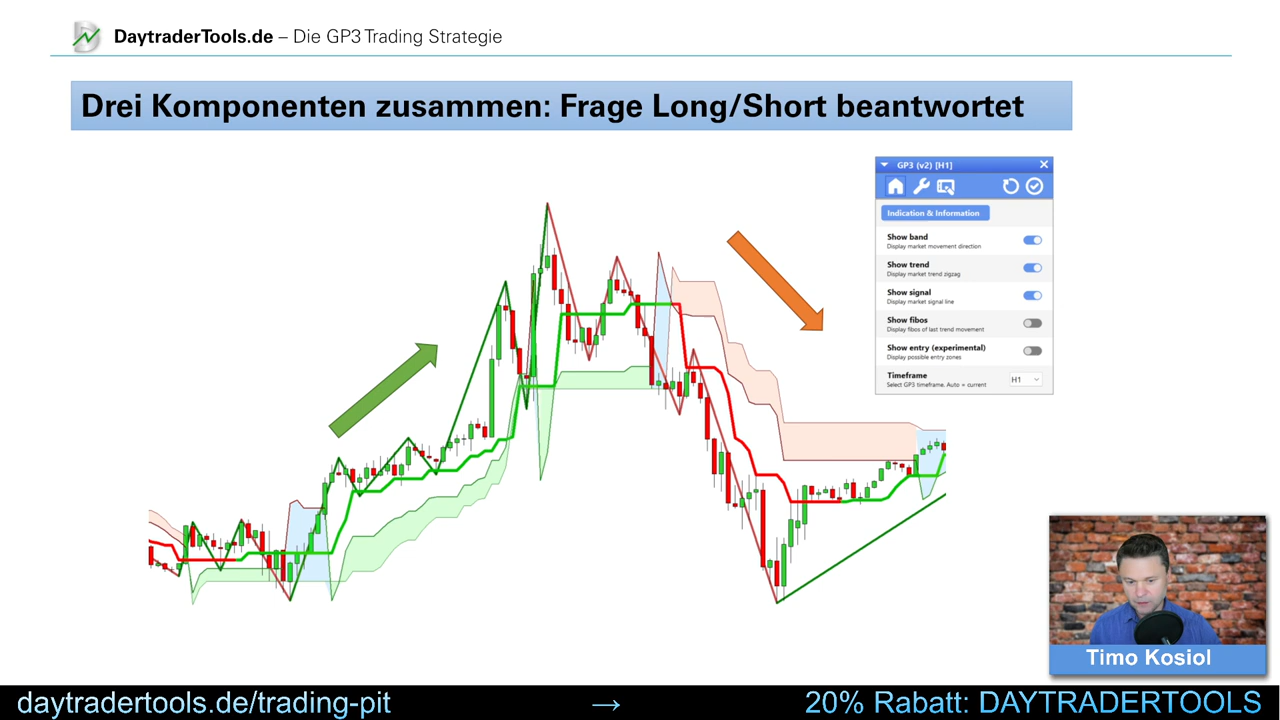 DaytraderTools.de – Die GP3 Trading Strategie
Drei Komponenten zusammen: Frage Long/Short beantwortet
GP3 (v2) [H1]
Indication & Information
Show band
Display market movement direction
Show trend
Display market trend zigzag
Show signal
Display market signal line
Show fibos
Display fibos of last trend movement
Show entry (experimental)
Display possible entry zones
Timeframe
Select GP3 timeframe. Auto = current
H1
Timo Kosiol
daytradertools.de/trading-pit → 20% Rabatt: DAYTRADERTOOLS